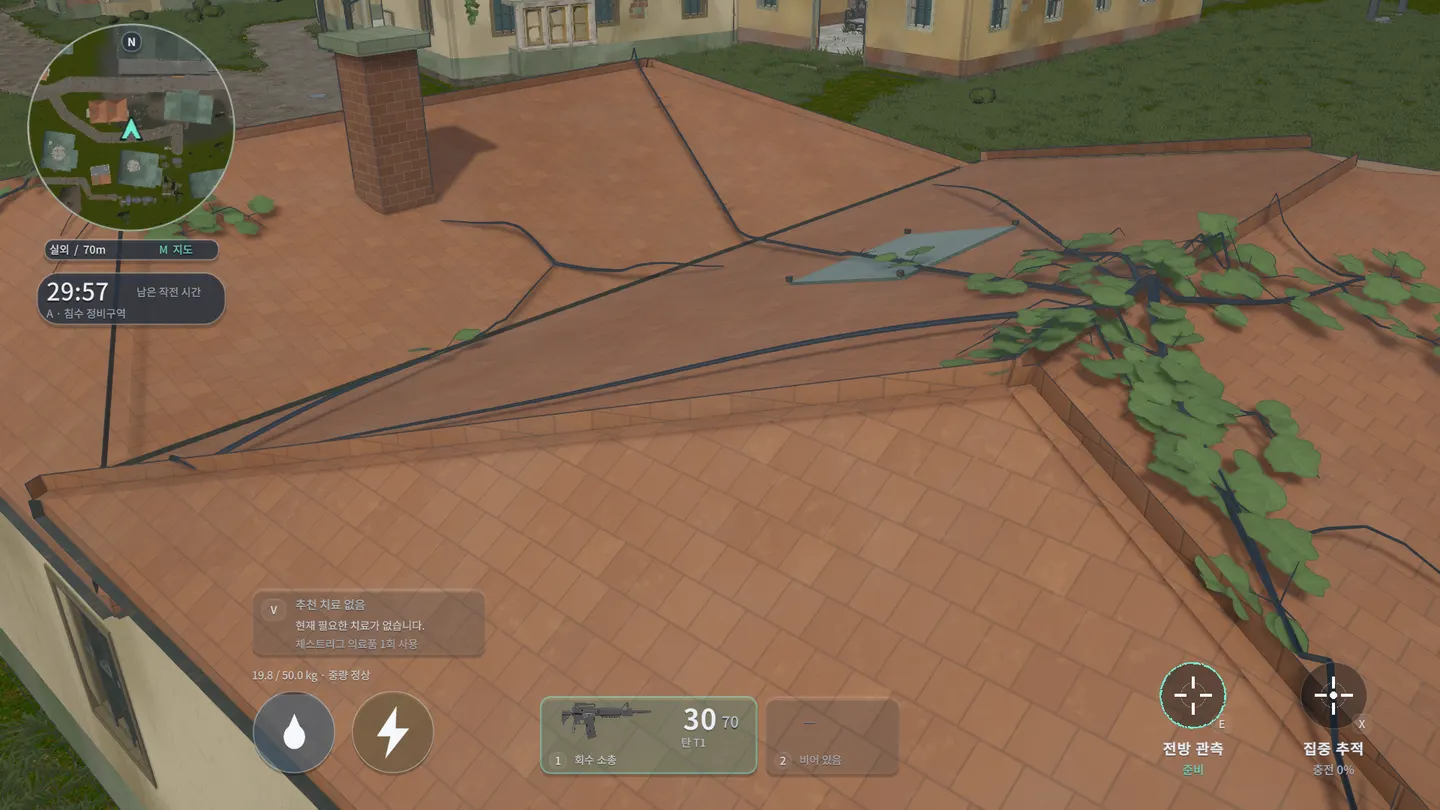 N
실외 / 70m
M 지도
29:57
남은 작전 시간
A · 침수 정비구역
V
추천 치료 없음
현재 필요한 치료가 없습니다.
체스트리그 의료품 1회 사용
19.8 / 50.0 kg · 중량 정상
30 70
탄 T1
1 회수 소총
—
2 비어 있음
E
전방 관측
준비
X
집중 추적
충전 0%